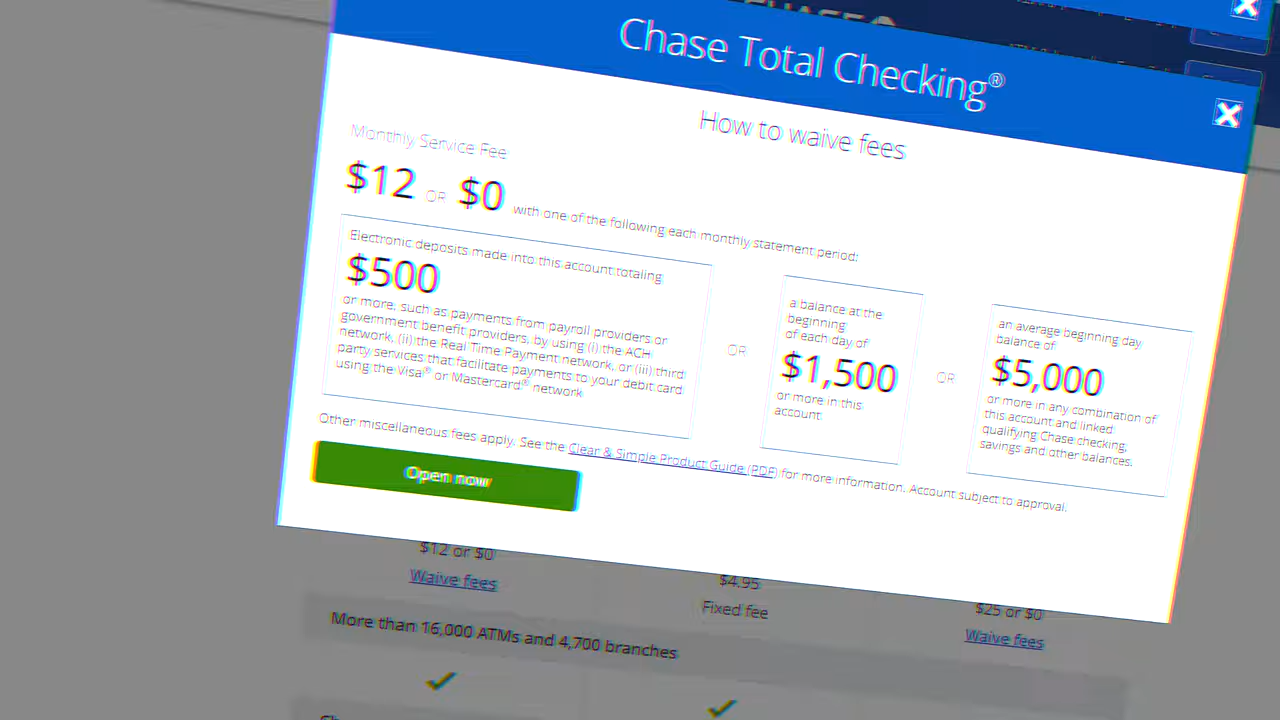 Chase Total Checking®
How to waive fees
Monthly Service Fee
$12 OR $0 with one of the following each monthly statement period:
Electronic deposits made into this account totaling
$500
or more, such as payments from payroll providers or
government benefit providers, by using (i) the ACH
network, (ii) the Real Time Payment network, or (iii) third
party services that facilitate payments to your debit card
using the Visa® or Mastercard® network
OR
a balance at the
beginning
of each day of
$1,500
or more in this
account
OR
an average beginning day
balance of
$5,000
or more in any combination of
this account and linked
qualifying Chase checking,
savings and other balances.
Other miscellaneous fees apply. See the Clear & Simple Product Guide (PDF) for more information. Account subject to approval.
Open now
$12 or $0
Waive fees
$4.95
Fixed fee
$25 or $0
Waive fees
More than 16,000 ATMs and 4,700 branches